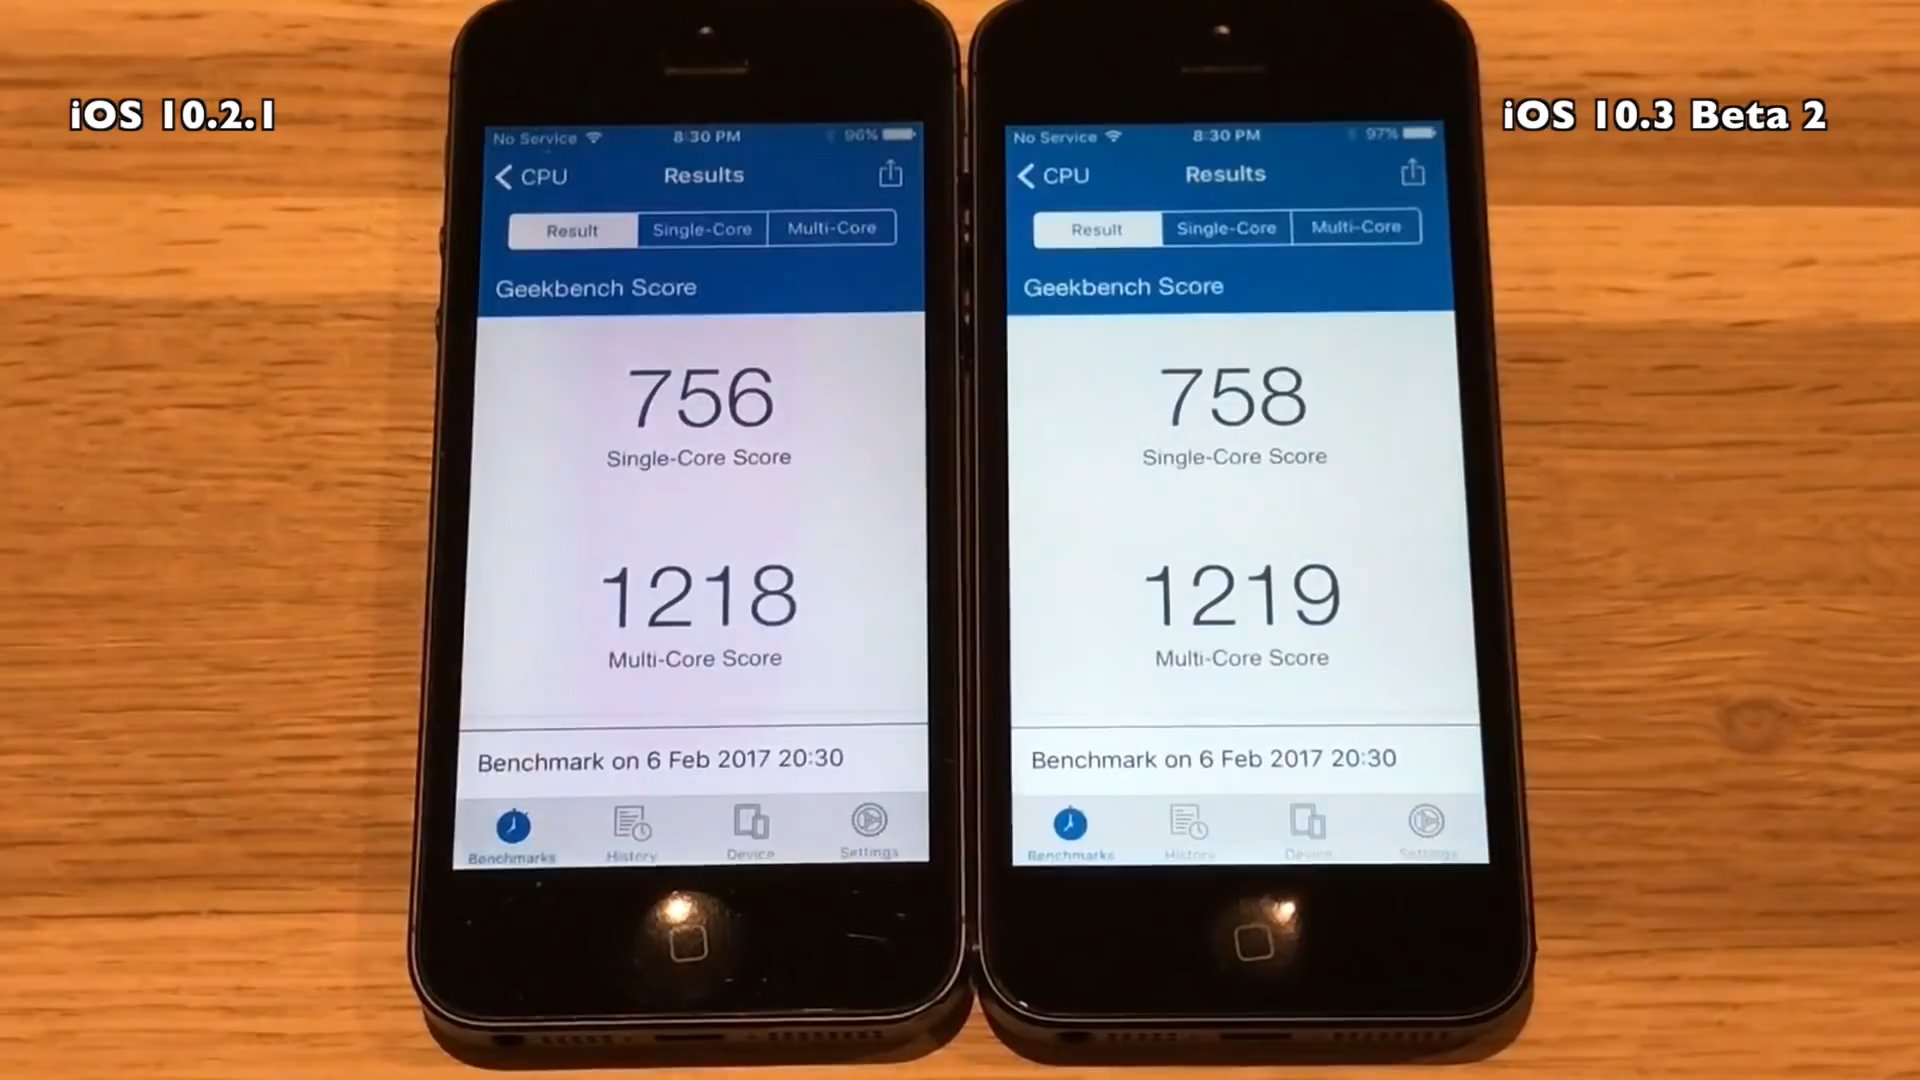 iOS 10.2.1
iOS 10.3 Beta 2
No Service 8:30 PM 96%
CPU Results
Result Single-Core Multi-Core
Geekbench Score
756
Single-Core Score
1218
Multi-Core Score
Benchmark on 6 Feb 2017 20:30
Benchmarks History Device Settings
No Service 8:30 PM 97%
CPU Results
Result Single-Core Multi-Core
Geekbench Score
758
Single-Core Score
1219
Multi-Core Score
Benchmark on 6 Feb 2017 20:30
Benchmarks History Device Settings